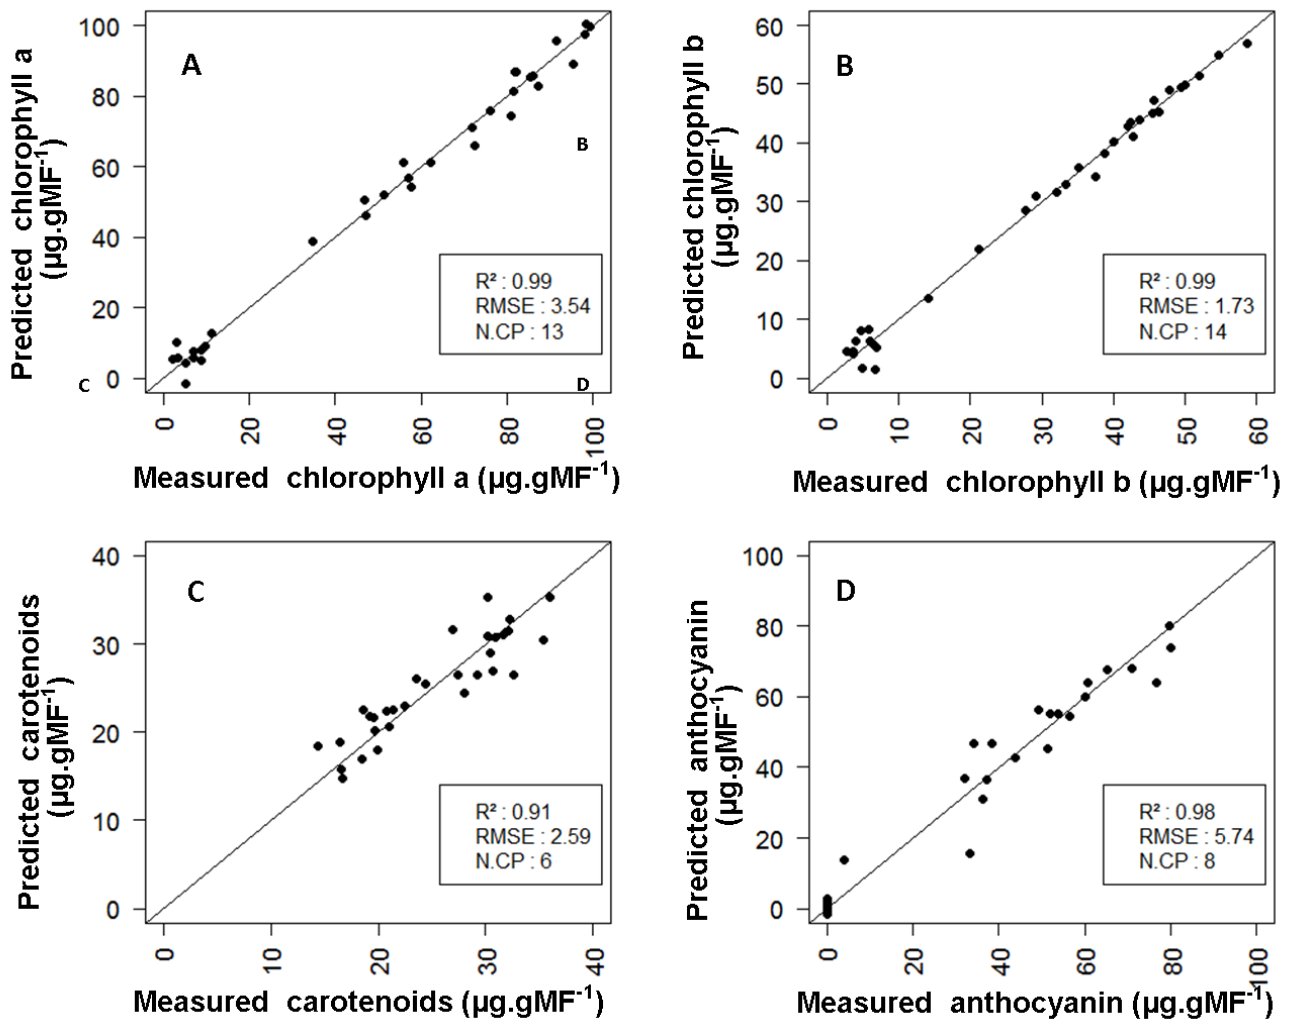 Predicted chlorophyll a
(µg.gMF⁻¹)
100
80
60
40
20
0
A
B
C
D
R² : 0.99
RMSE : 3.54
N.CP : 13
0 20 40 60 80 100
Measured chlorophyll a (µg.gMF⁻¹)
Predicted chlorophyll b
(µg.gMF⁻¹)
60
50
40
30
20
10
0
B
R² : 0.99
RMSE : 1.73
N.CP : 14
0 10 20 30 40 50 60
Measured chlorophyll b (µg.gMF⁻¹)
Predicted carotenoids
(µg.gMF⁻¹)
40
30
20
10
0
C
R² : 0.91
RMSE : 2.59
N.CP : 6
0 10 20 30 40
Measured carotenoids (µg.gMF⁻¹)
Predicted anthocyanin
(µg.gMF⁻¹)
100
80
60
40
20
0
D
R² : 0.98
RMSE : 5.74
N.CP : 8
0 20 40 60 80 100
Measured anthocyanin (µg.gMF⁻¹)